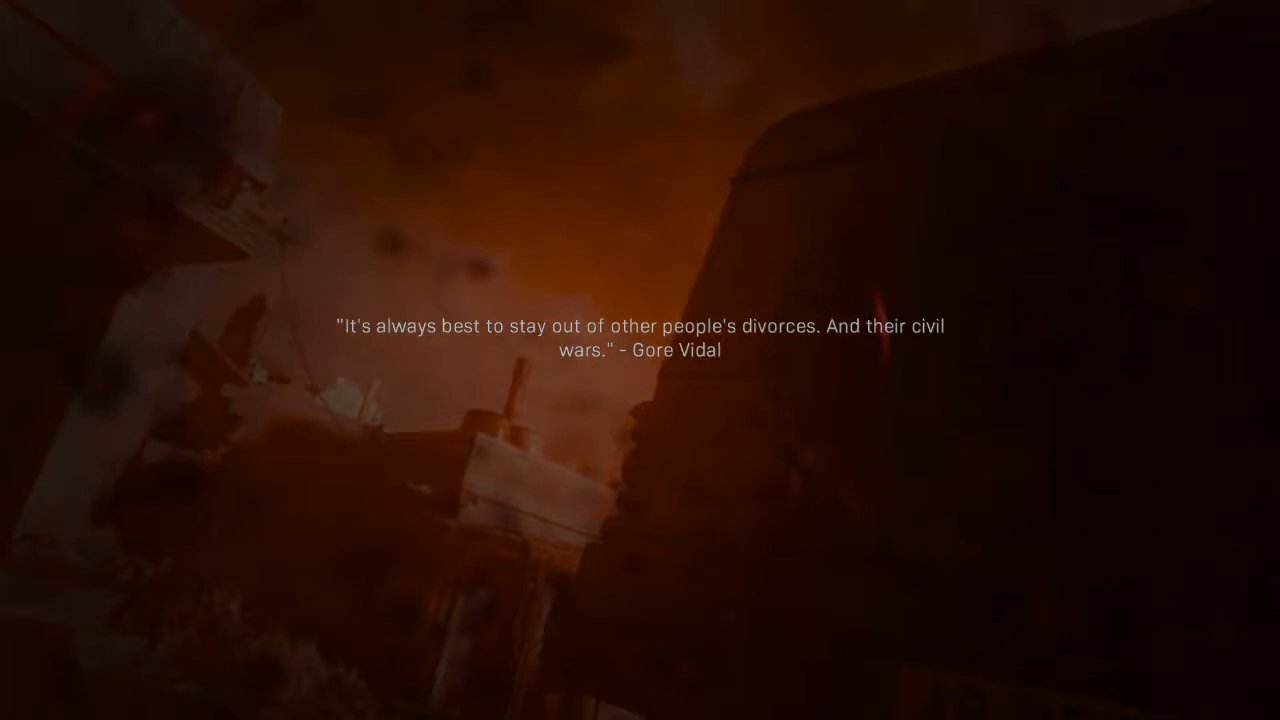 "It's always best to stay out of other people's divorces. And their civil
wars." - Gore Vidal